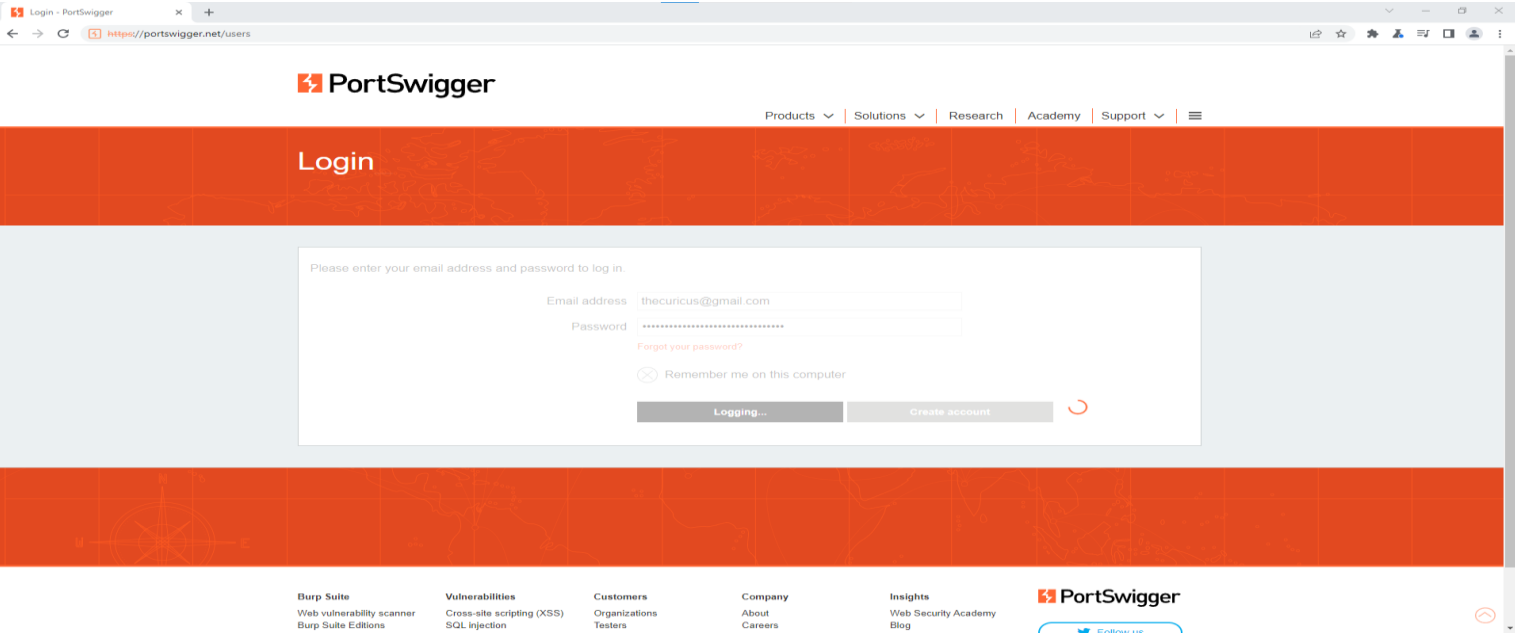 Login - PortSwigger
https://portswigger.net/users
PortSwigger
Products Solutions Research Academy Support
Login
Please enter your email address and password to log in.
Email address thecuricus@gmail.com
Password ••••••••••••••••••••••••••••••••
Forgot your password?
Remember me on this computer
Logging... Create account
N
W E
Burp Suite Vulnerabilities Customers Company Insights PortSwigger
Web vulnerability scanner Cross-site scripting (XSS) Organizations About Web Security Academy
Burp Suite Editions SQL injection Testers Careers Blog Follow us